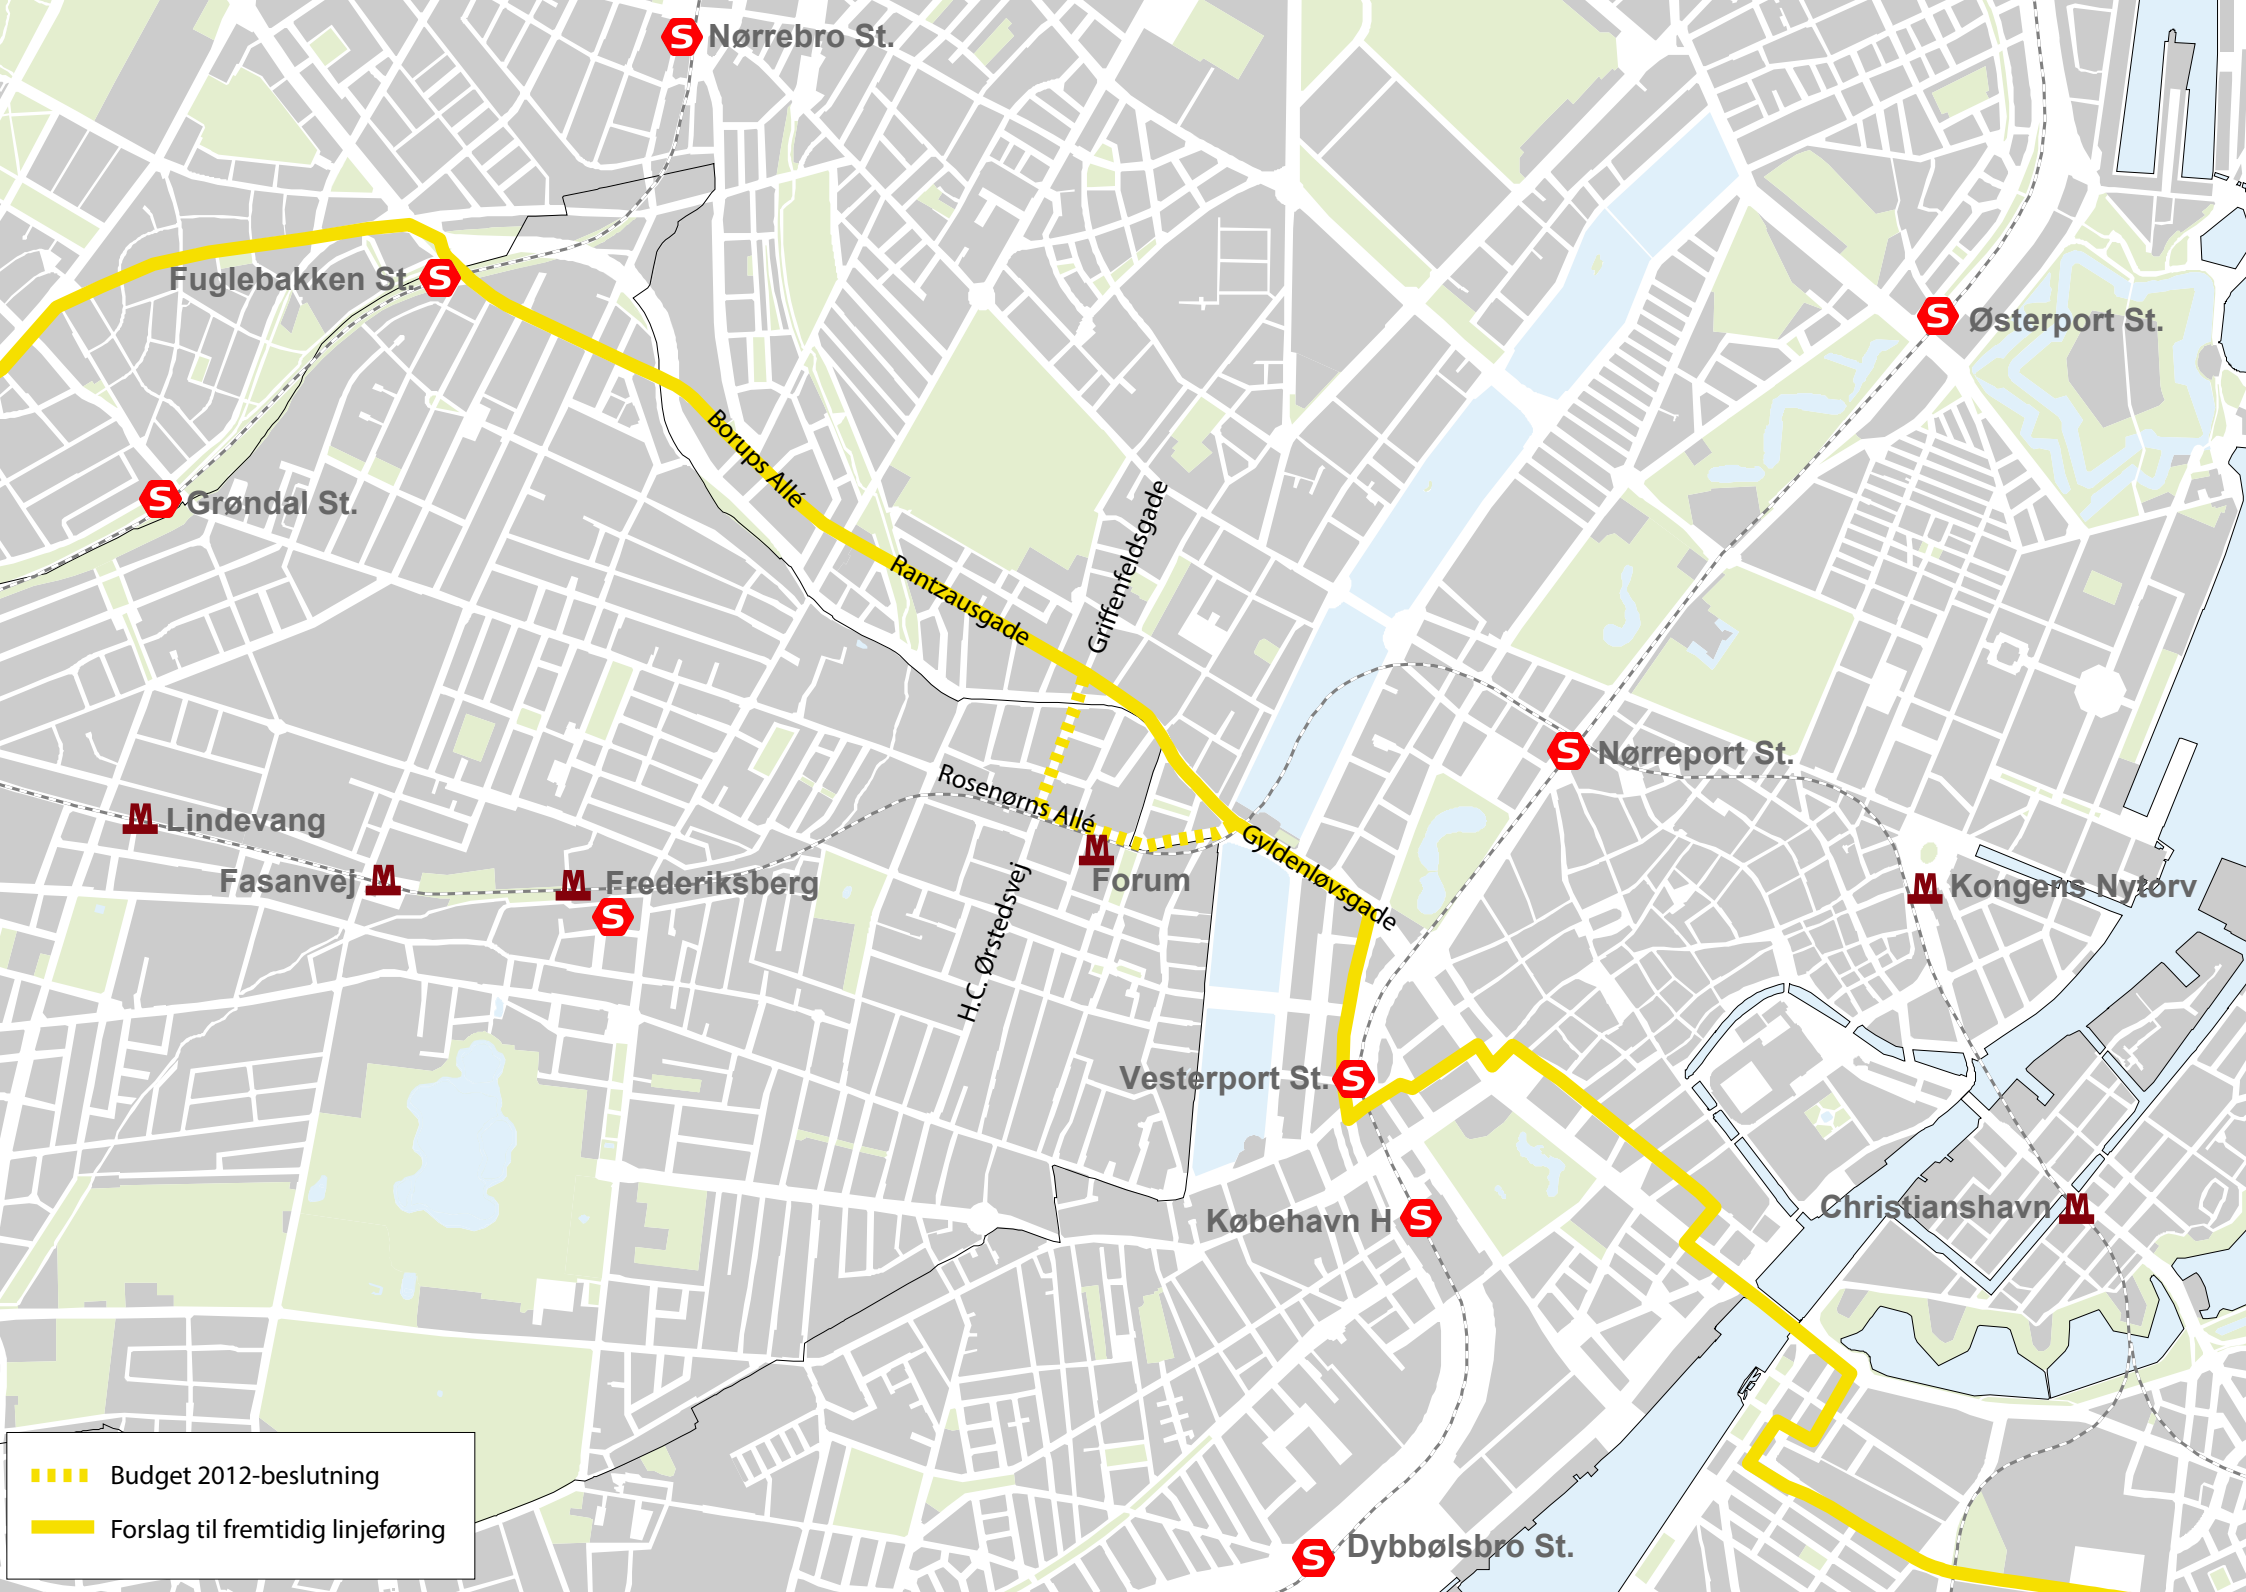 S Nørrebro St.
Fuglebakken St. S
S Østerport St.
Borups Allé
S Grøndal St.
Griffenfeldsgade
Rantzausgade
S Nørreport St.
Rosenørns Allé
M Lindevang
M
Forum
Gyldenløvsgade
Fasanvej M
M Frederiksberg
S
M Kongens Nytorv
H.C. Ørstedsvej
Vesterport St. S
Købehavn H S
Christianshavn M
Budget 2012-beslutning
Forslag til fremtidig linjeføring
S Dybbølsbro St.